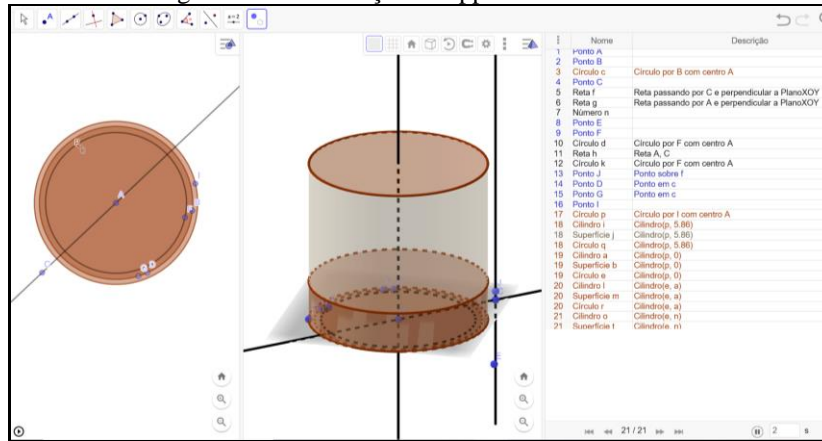 Nome Descrição
1 Ponto A
2 Ponto B
3 Círculo c Círculo por B com centro A
4 Ponto C
5 Reta f Reta passando por C e perpendicular a PlanoXOY
6 Reta g Reta passando por A e perpendicular a PlanoXOY
7 Número n
8 Ponto E
9 Ponto F
10 Círculo d Círculo por F com centro A
11 Reta h Reta A, C
12 Círculo k Círculo por F com centro A
13 Ponto J Ponto sobre f
14 Ponto D Ponto em c
15 Ponto G Ponto em c
16 Ponto I
17 Círculo p Círculo por I com centro A
18 Cilindro i Cilindro(p, 5.86)
18 Superfície j Cilindro(p, 5.86)
18 Círculo q Cilindro(p, 5.86)
19 Cilindro a Cilindro(p, 0)
19 Superfície b Cilindro(p, 0)
19 Círculo e Cilindro(p, 0)
20 Cilindro l Cilindro(e, a)
20 Superfície m Cilindro(e, a)
20 Círculo r Cilindro(e, a)
21 Cilindro o Cilindro(e, n)
21 Superfície t Cilindro(e, n)
A
C
D
21 / 21
2 s